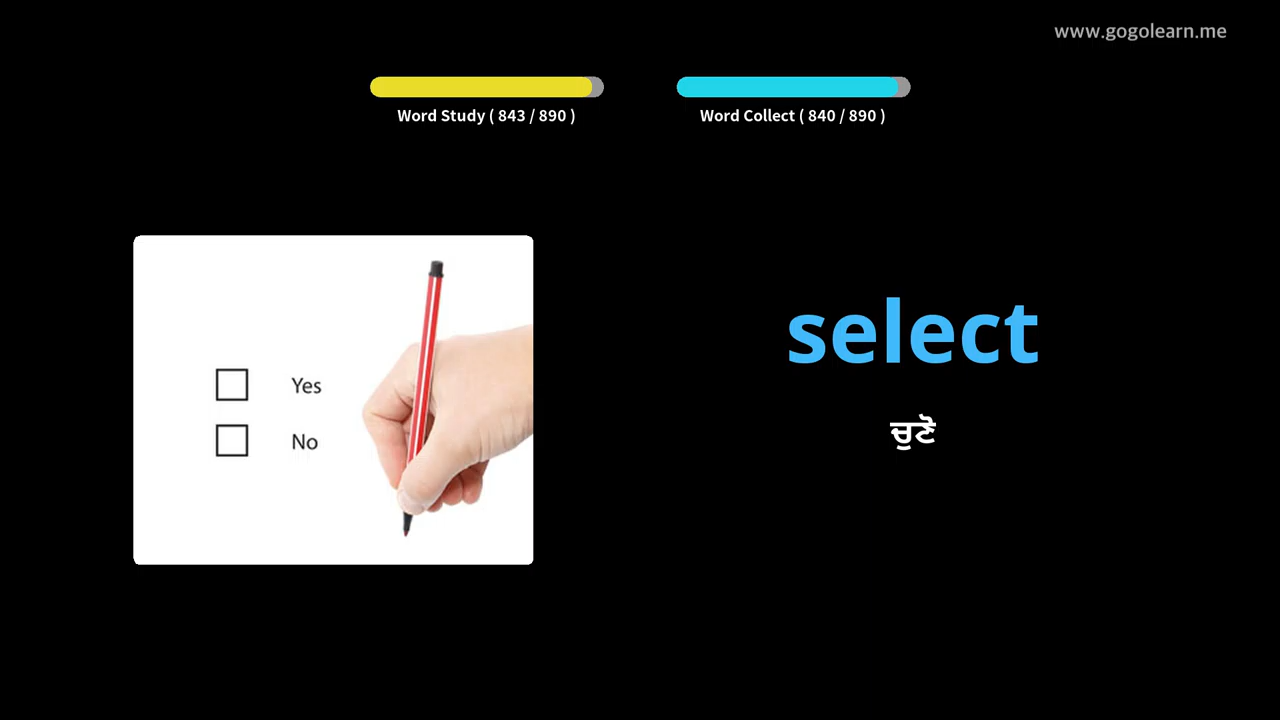 www.gogolearn.me
Word Study ( 843 / 890 )
Word Collect ( 840 / 890 )
select
ਚੁਣੋ
Yes
No